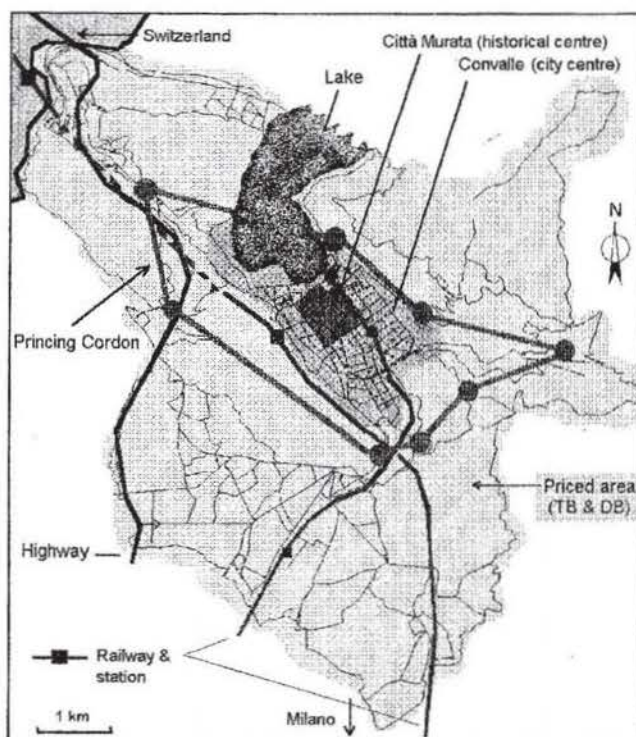 Switzerland
Città Murata (historical centre)
Convalle (city centre)
Lake
N
Princing Cordon
Priced area
(TB & DB)
Highway
Railway &
station
Milano
1 km